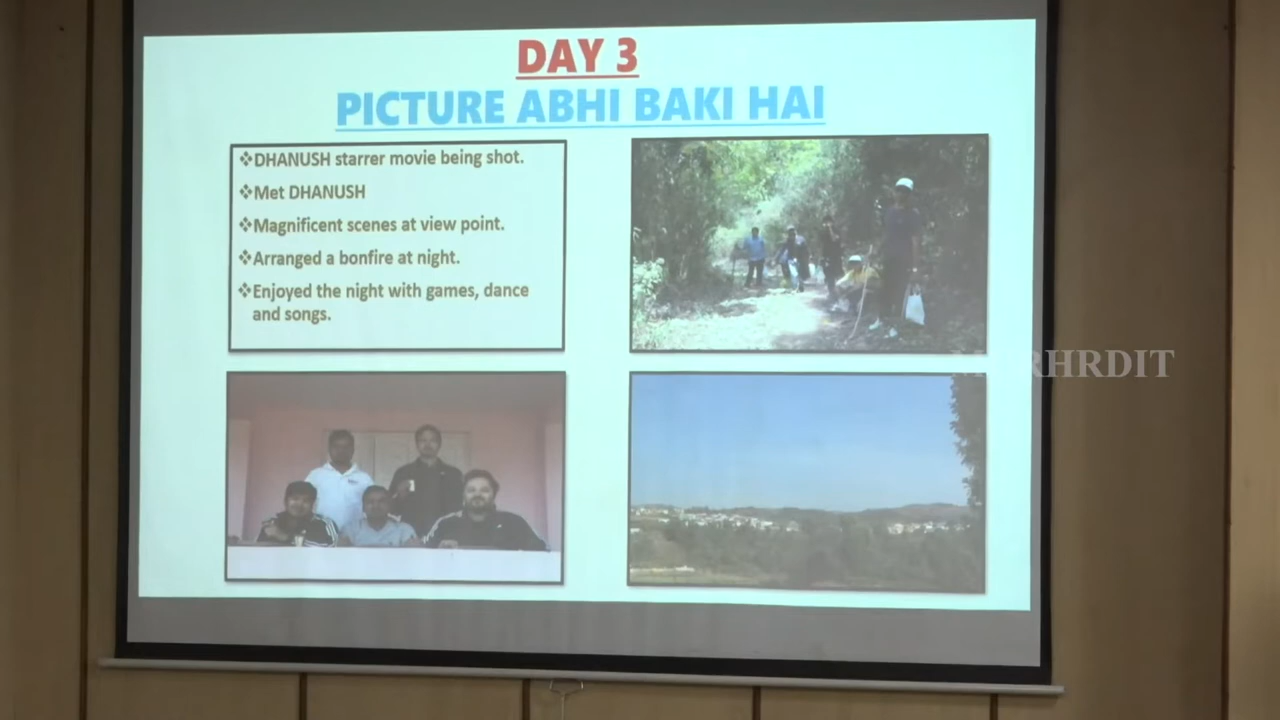 DAY 3
PICTURE ABHI BAKI HAI
❖DHANUSH starrer movie being shot.
❖Met DHANUSH
❖Magnificent scenes at view point.
❖Arranged a bonfire at night.
❖Enjoyed the night with games, dance
and songs.